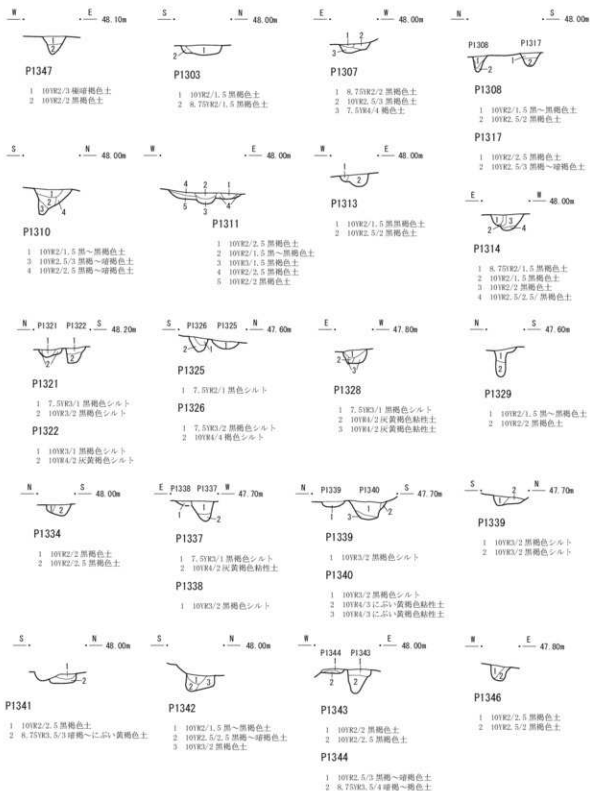 W E 48.10m
P1347
1 10YR2/3 極暗褐色土
2 10YR2/2 黒褐色土
S N 48.00m
P1303
1 10YR2/1.5 黒褐色土
2 8.75YR2/1.5 黒褐色土
E W 48.00m
P1307
1 8.75YR2/2 黒褐色土
2 10YR2.5/3 黒褐色土
3 7.5YR4/4 褐色土
N S 48.00m
P1308 P1317
P1308
1 10YR2/1.5 黒～黒褐色土
2 10YR2.5/2 黒褐色土
P1317
1 10YR2/2.5 黒褐色土
2 10YR2.5/3 黒褐～暗褐色土
S N 48.00m
P1310
1 10YR2/1.5 黒～黒褐色土
3 10YR2.5/3 黒褐～暗褐色土
4 10YR2/2.5 黒褐～暗褐色土
W E 48.00m
P1311
1 10YR2/2.5 黒褐色土
2 10YR2/1.5 黒～黒褐色土
3 10YR3/1.5 黒褐色土
4 10YR2/2.5 黒褐色土
5 10YR2/2 黒褐色土
W E 48.00m
P1313
1 10YR2/1.5 黒黒褐色土
2 10YR2.5/2 黒褐色土
E W 48.00m
P1314
1 8.75YR2/1.5 黒褐色土
2 10YR2/1.5 黒褐色土
3 10YR2/2 黒褐色土
4 10YR2.5/2.5/ 黒褐色土
N P1321 P1322 S 48.20m
P1321
1 7.5YR3/1 黒褐色シルト
2 10YR3/2 黒褐色シルト
P1322
1 10YR3/1 黒褐色シルト
2 10YR4/2 灰黄褐色シルト
S P1326 P1325 N 47.60m
P1325
1 7.5YR2/1 黒色シルト
P1326
1 7.5YR3/2 黒褐色シルト
2 10YR4/4 褐色シルト
E W 47.80m
P1328
1 7.5YR3/1 黒褐色シルト
2 10YR4/2 灰黄褐色粘性土
3 10YR4/2 灰黄褐色粘性土
N S 47.60m
P1329
1 10YR2/1.5 黒～黒褐色土
2 10YR2/2 黒褐色土
N S 48.00m
P1334
1 10YR2/2 黒褐色土
2 10YR2/2.5 黒褐色土
E P1338 P1337 W 47.70m
P1337
1 7.5YR3/1 黒褐色シルト
2 10YR4/2 灰黄褐色粘性土
P1338
1 10YR3/2 黒褐色シルト
N P1339 P1340 S 47.70m
P1339
1 10YR3/2 黒褐色シルト
P1340
1 10YR3/2 黒褐色シルト
2 10YR4/3 にぶい黄褐色粘性土
3 10YR4/3 にぶい黄褐色粘性土
S N 47.70m
P1339
1 10YR3/2 黒褐色シルト
2 10YR3/2 黒褐色シルト
S N 48.00m
P1341
1 10YR2/2.5 黒褐色土
2 8.75YR3.5/3 暗褐～にぶい黄褐色土
S N 48.00m
P1342
1 10YR2/1.5 黒～黒褐色土
2 10YR2.5/2.5 黒褐～暗褐色土
3 10YR3/2 黒褐色土
W P1344 P1343 E 48.00m
P1343
1 10YR2/2 黒褐色土
2 10YR2/2.5 黒褐色土
P1344
1 10YR2.5/3 黒褐～暗褐色土
2 8.75YR3.5/4 暗褐～褐色土
W E 47.80m
P1346
1 10YR2/2.5 黒褐色土
2 10YR2.5/2 黒褐色土